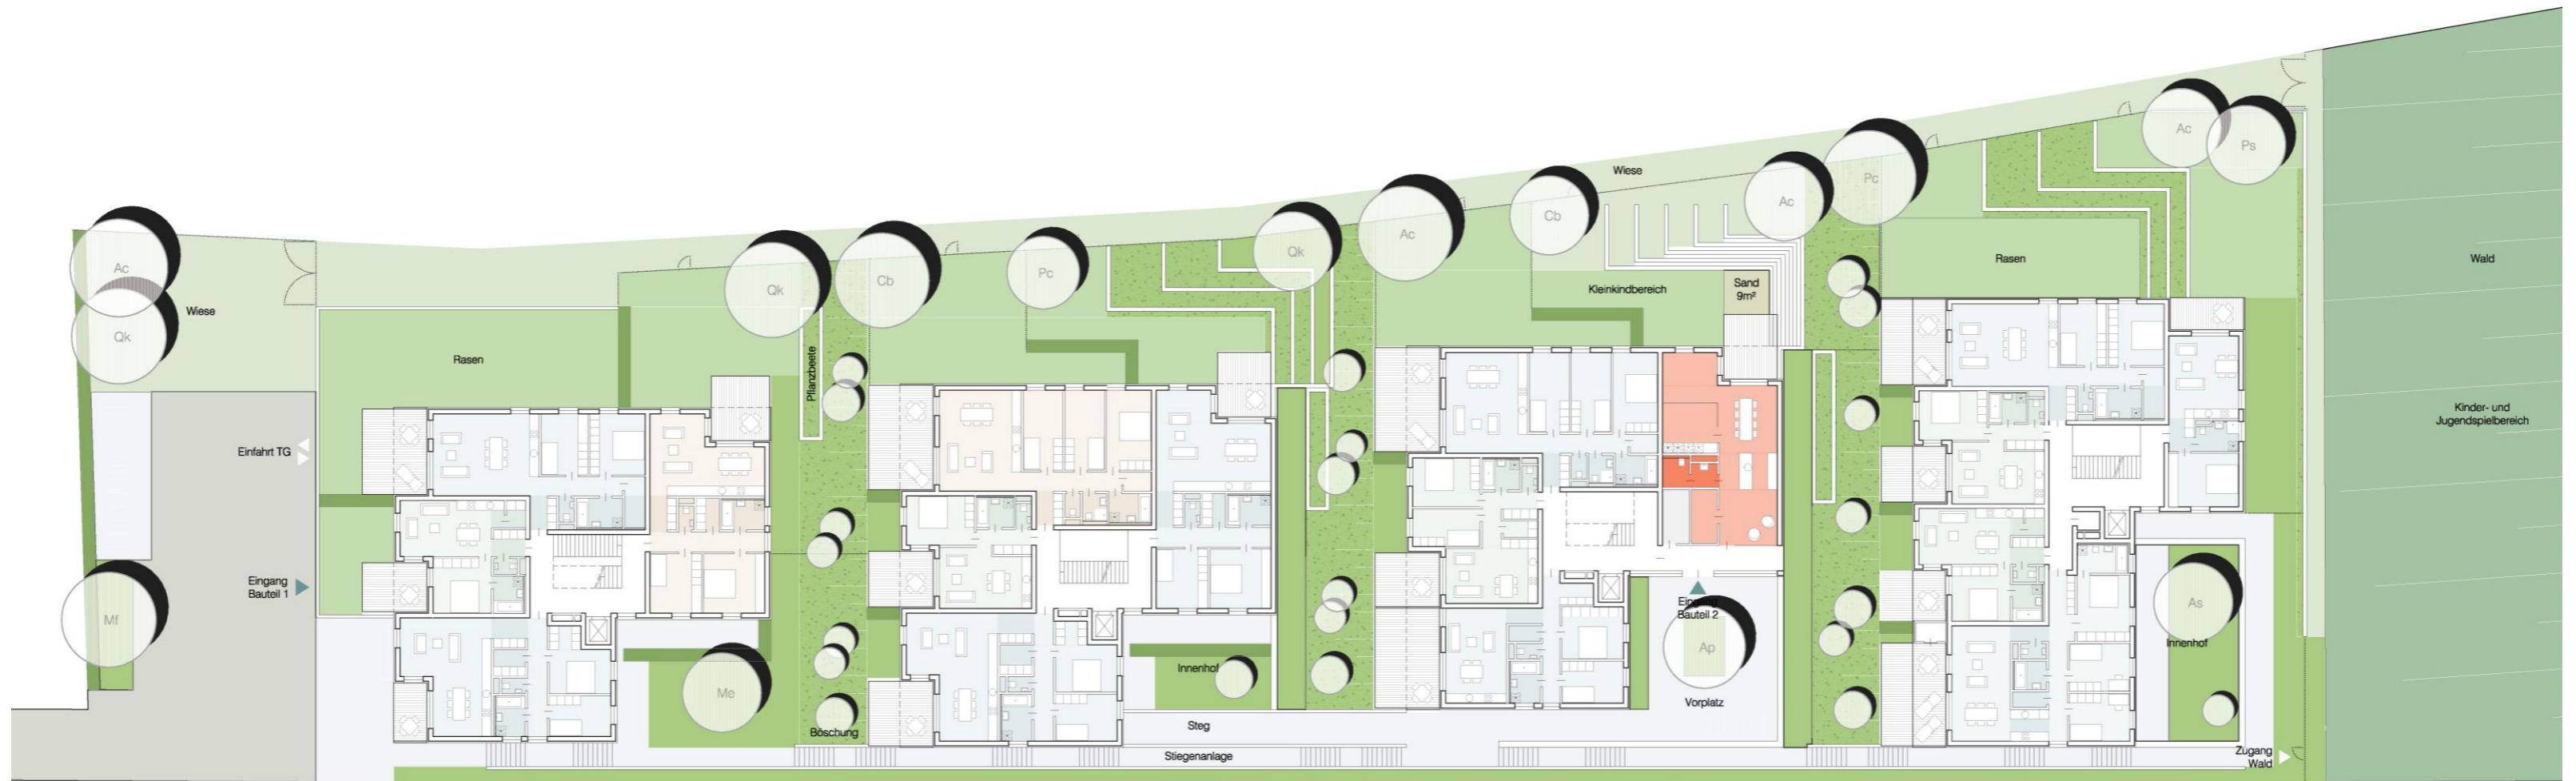 Ac
Ps
Ac
Pc
Cb
Ac
Qk
Wiese
Ac
Qk
Wiese
Qk
Cb
Pc
Rasen
Wald
Kleinkindbereich
Sand
9m²
Rasen
Pflanzbeete
Kinder- und
Jugendspielbereich
Einfahrt TG
Eingang
Bauteil 1
Mf
Me
Innenhof
Eingang
Bauteil 2
Ap
Vorplatz
As
Innenhof
Böschung
Steg
Stiegenanlage
Zugang
Wald